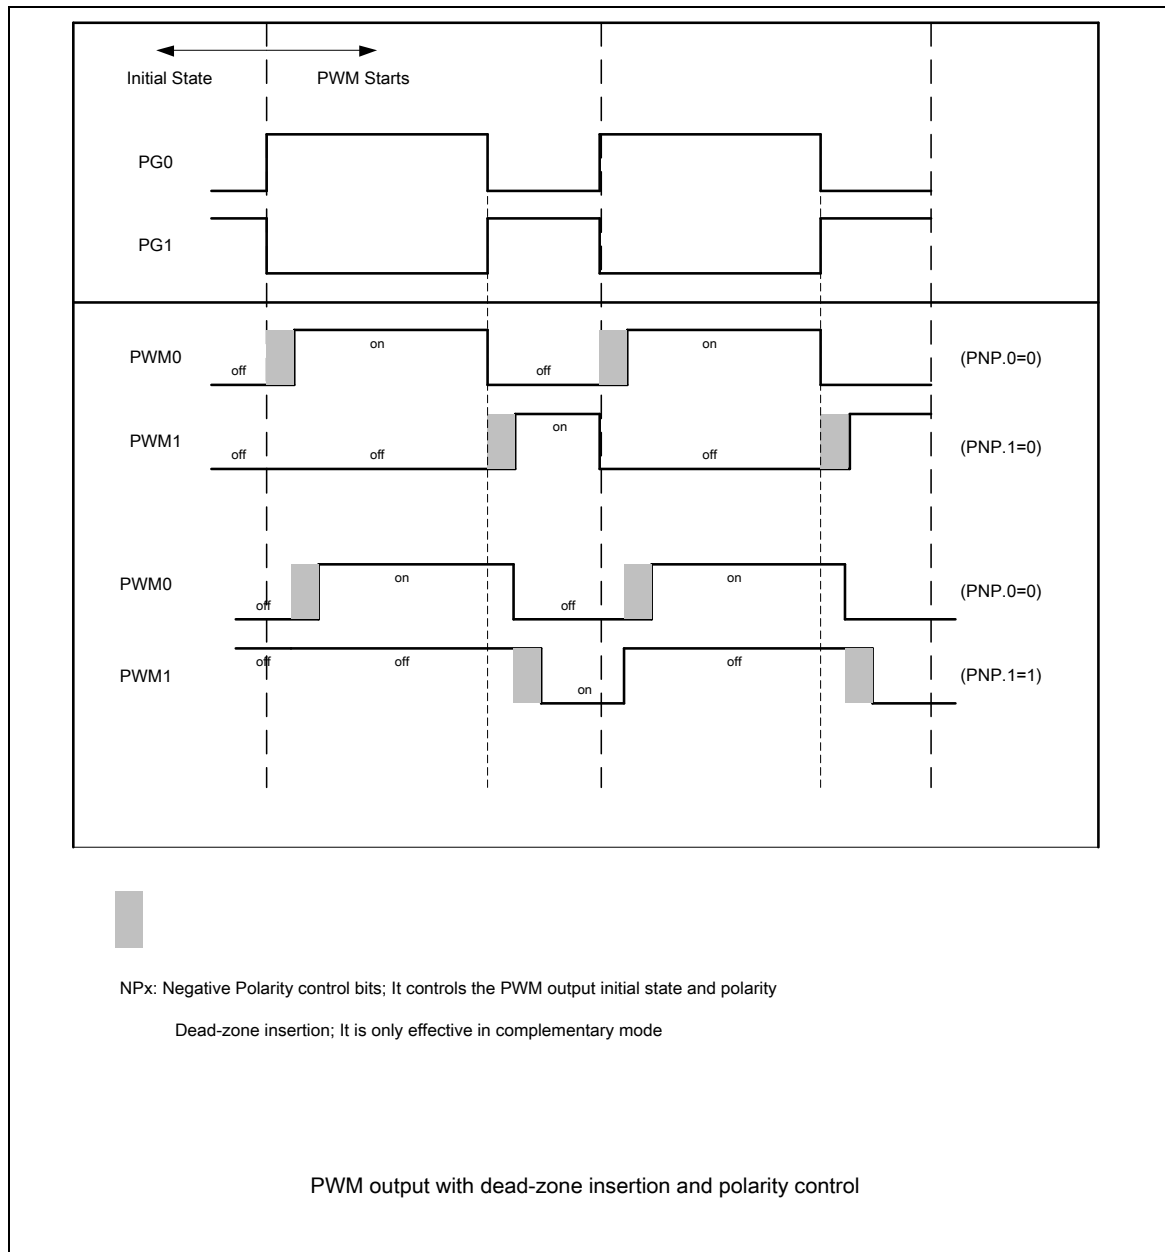 Initial State PWM Starts
PG0
PG1
PWM0 off on off on (PNP.0=0)
PWM1 off off on off (PNP.1=0)
PWM0 off on off on (PNP.0=0)
PWM1 off off on off (PNP.1=1)
NPx: Negative Polarity control bits; It controls the PWM output initial state and polarity
Dead-zone insertion; It is only effective in complementary mode
PWM output with dead-zone insertion and polarity control